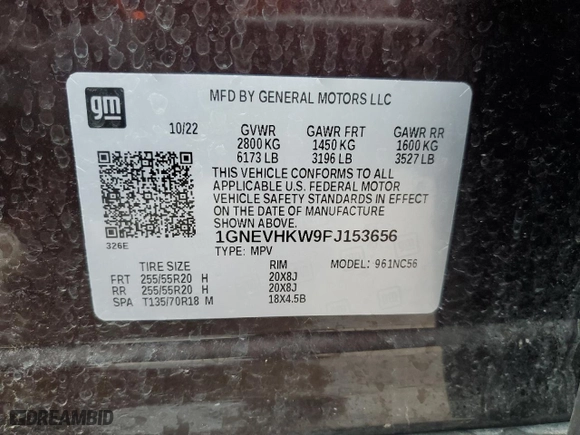 gm
MFD BY GENERAL MOTORS LLC
10/22 GVWR GAWR FRT GAWR RR
2800 KG 1450 KG 1600 KG
6173 LB 3196 LB 3527 LB
THIS VEHICLE CONFORMS TO ALL
APPLICABLE U.S. FEDERAL MOTOR
VEHICLE SAFETY STANDARDS IN EFFECT
ON THE DATE OF MANUFACTURE
SHOWN ABOVE.
326E
1GNEVHKW9FJ153656
TYPE: MPV
TIRE SIZE RIM MODEL: 961NC56
FRT 255/55R20 H 20X8J
RR 255/55R20 H 20X8J
SPA T135/70R18 M 18X4.5B
DREAMBID